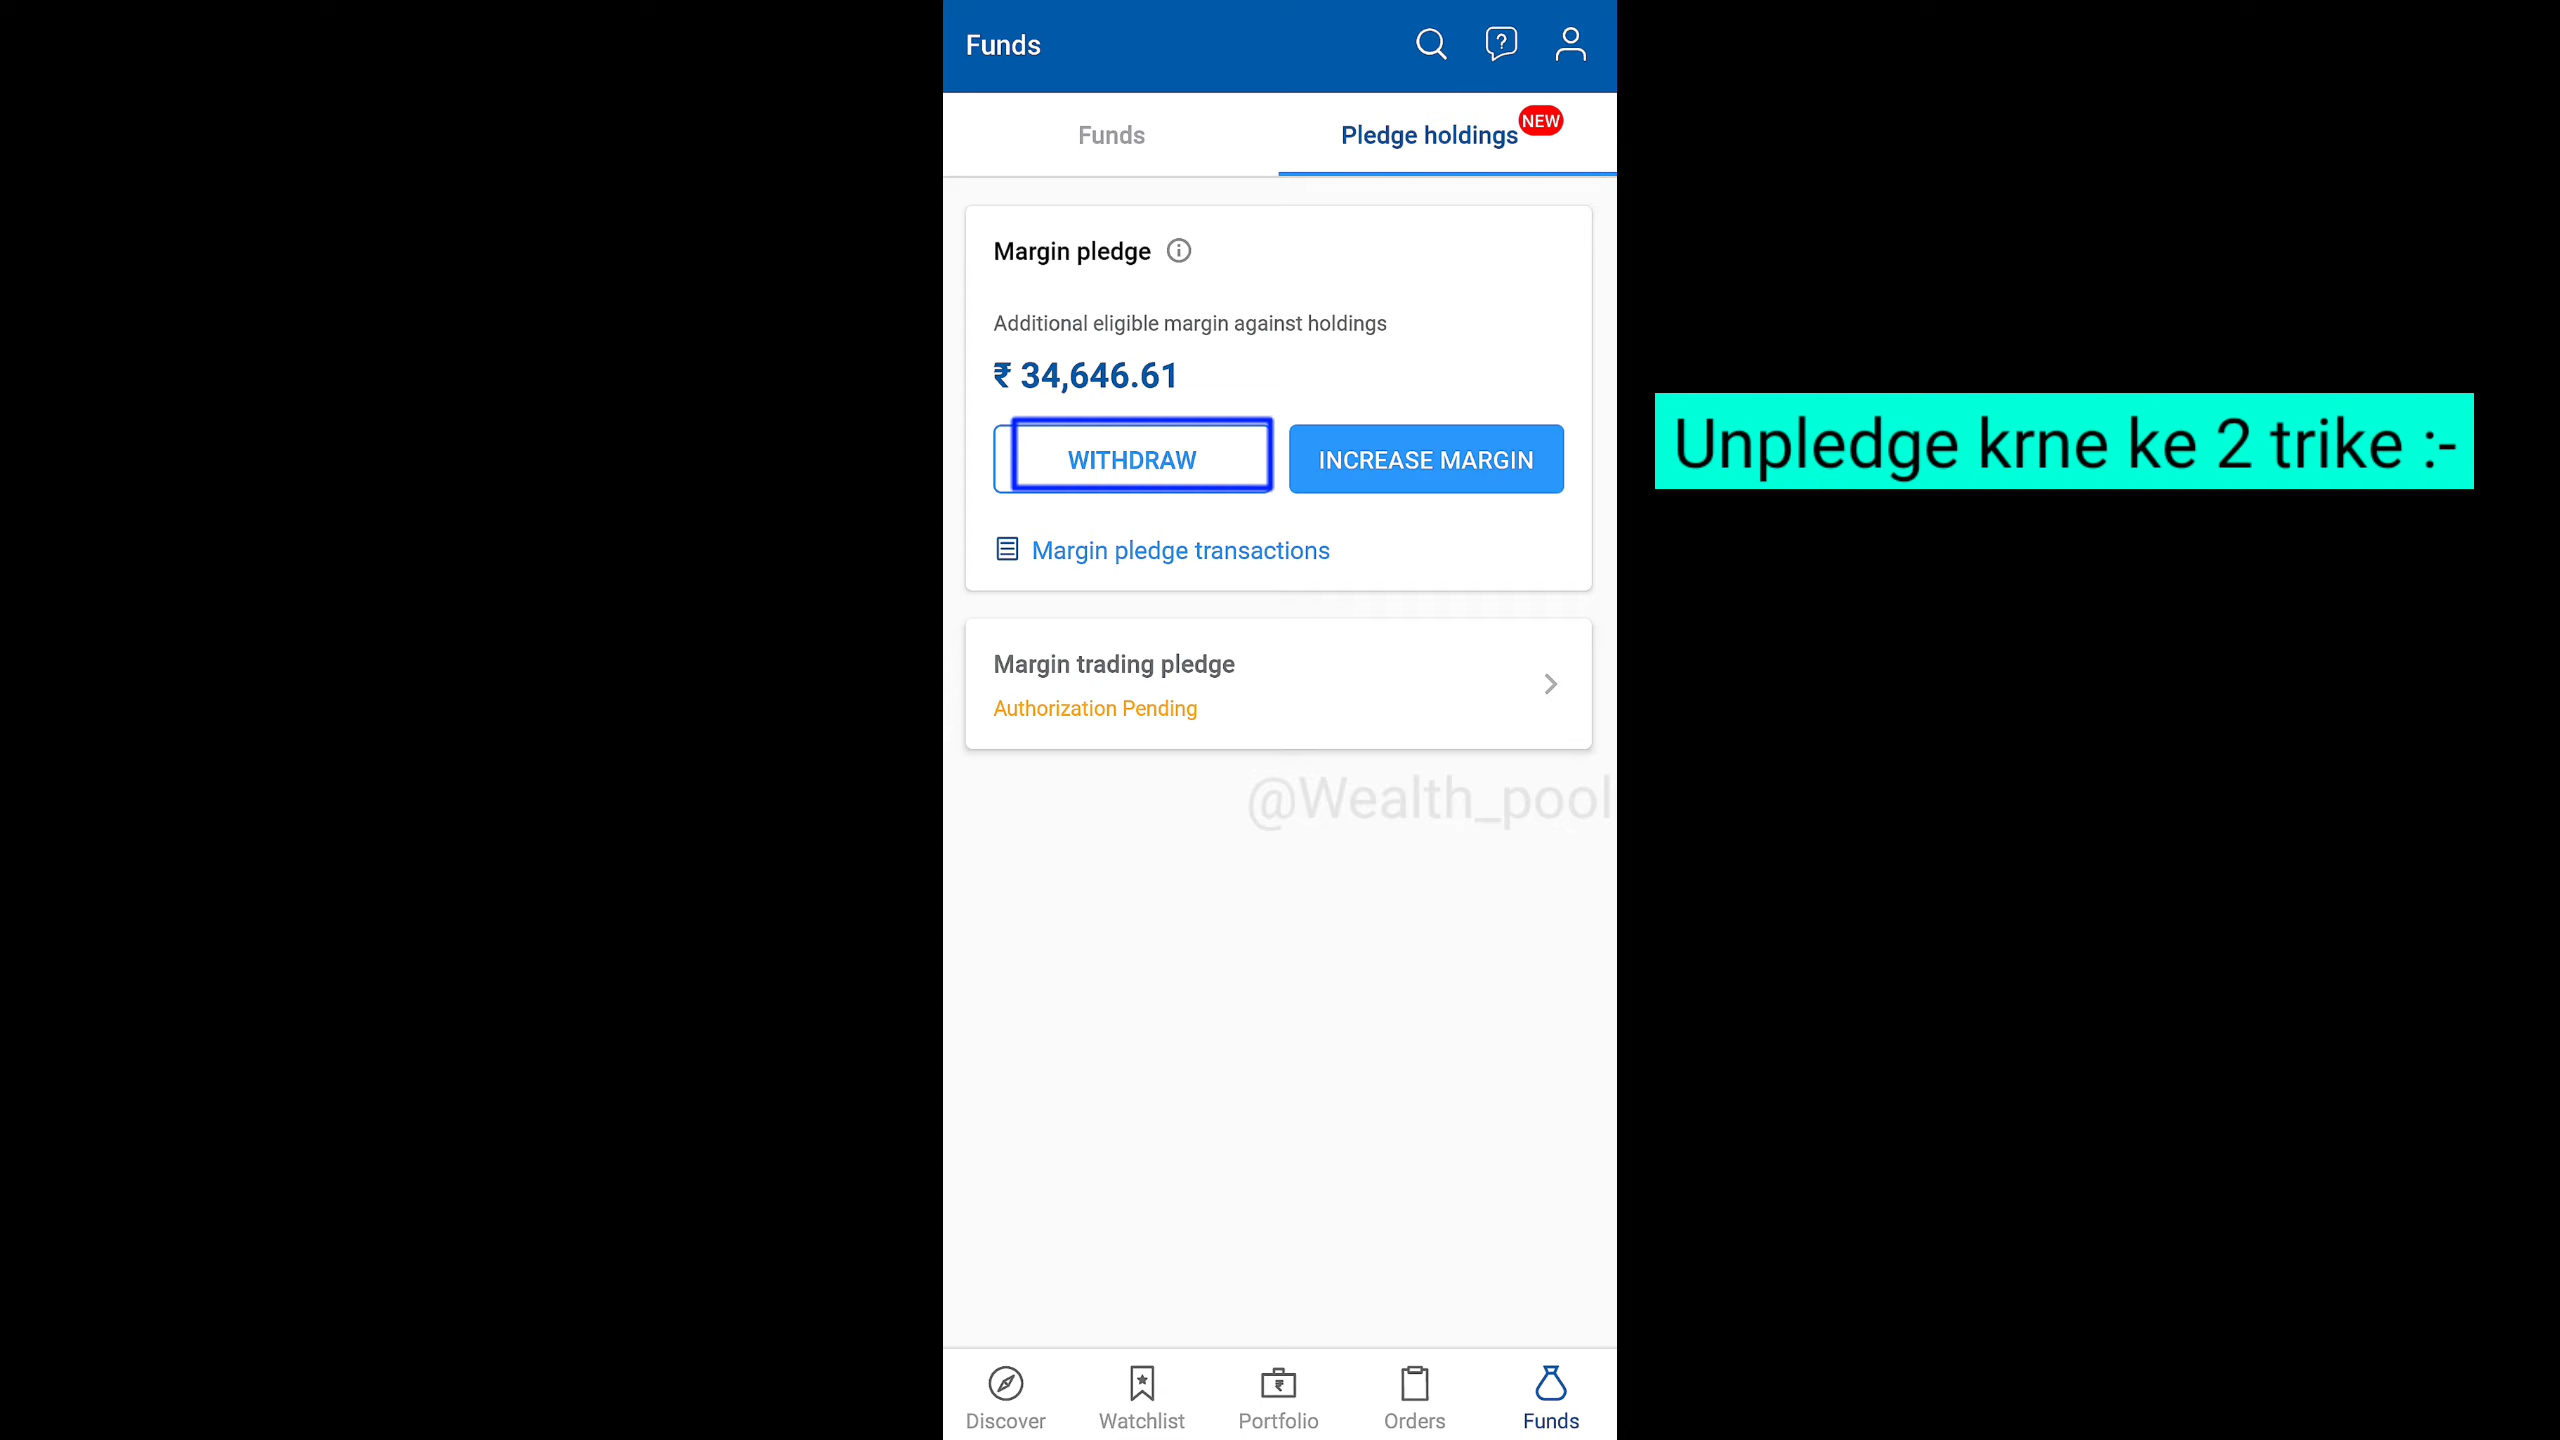 Funds
Funds
Pledge holdings
NEW
Margin pledge
Additional eligible margin against holdings
₹ 34,646.61
WITHDRAW
INCREASE MARGIN
Margin pledge transactions
Margin trading pledge
Authorization Pending
@Wealth_pool
Discover
Watchlist
Portfolio
Orders
Funds
Unpledge krne ke 2 trike :-